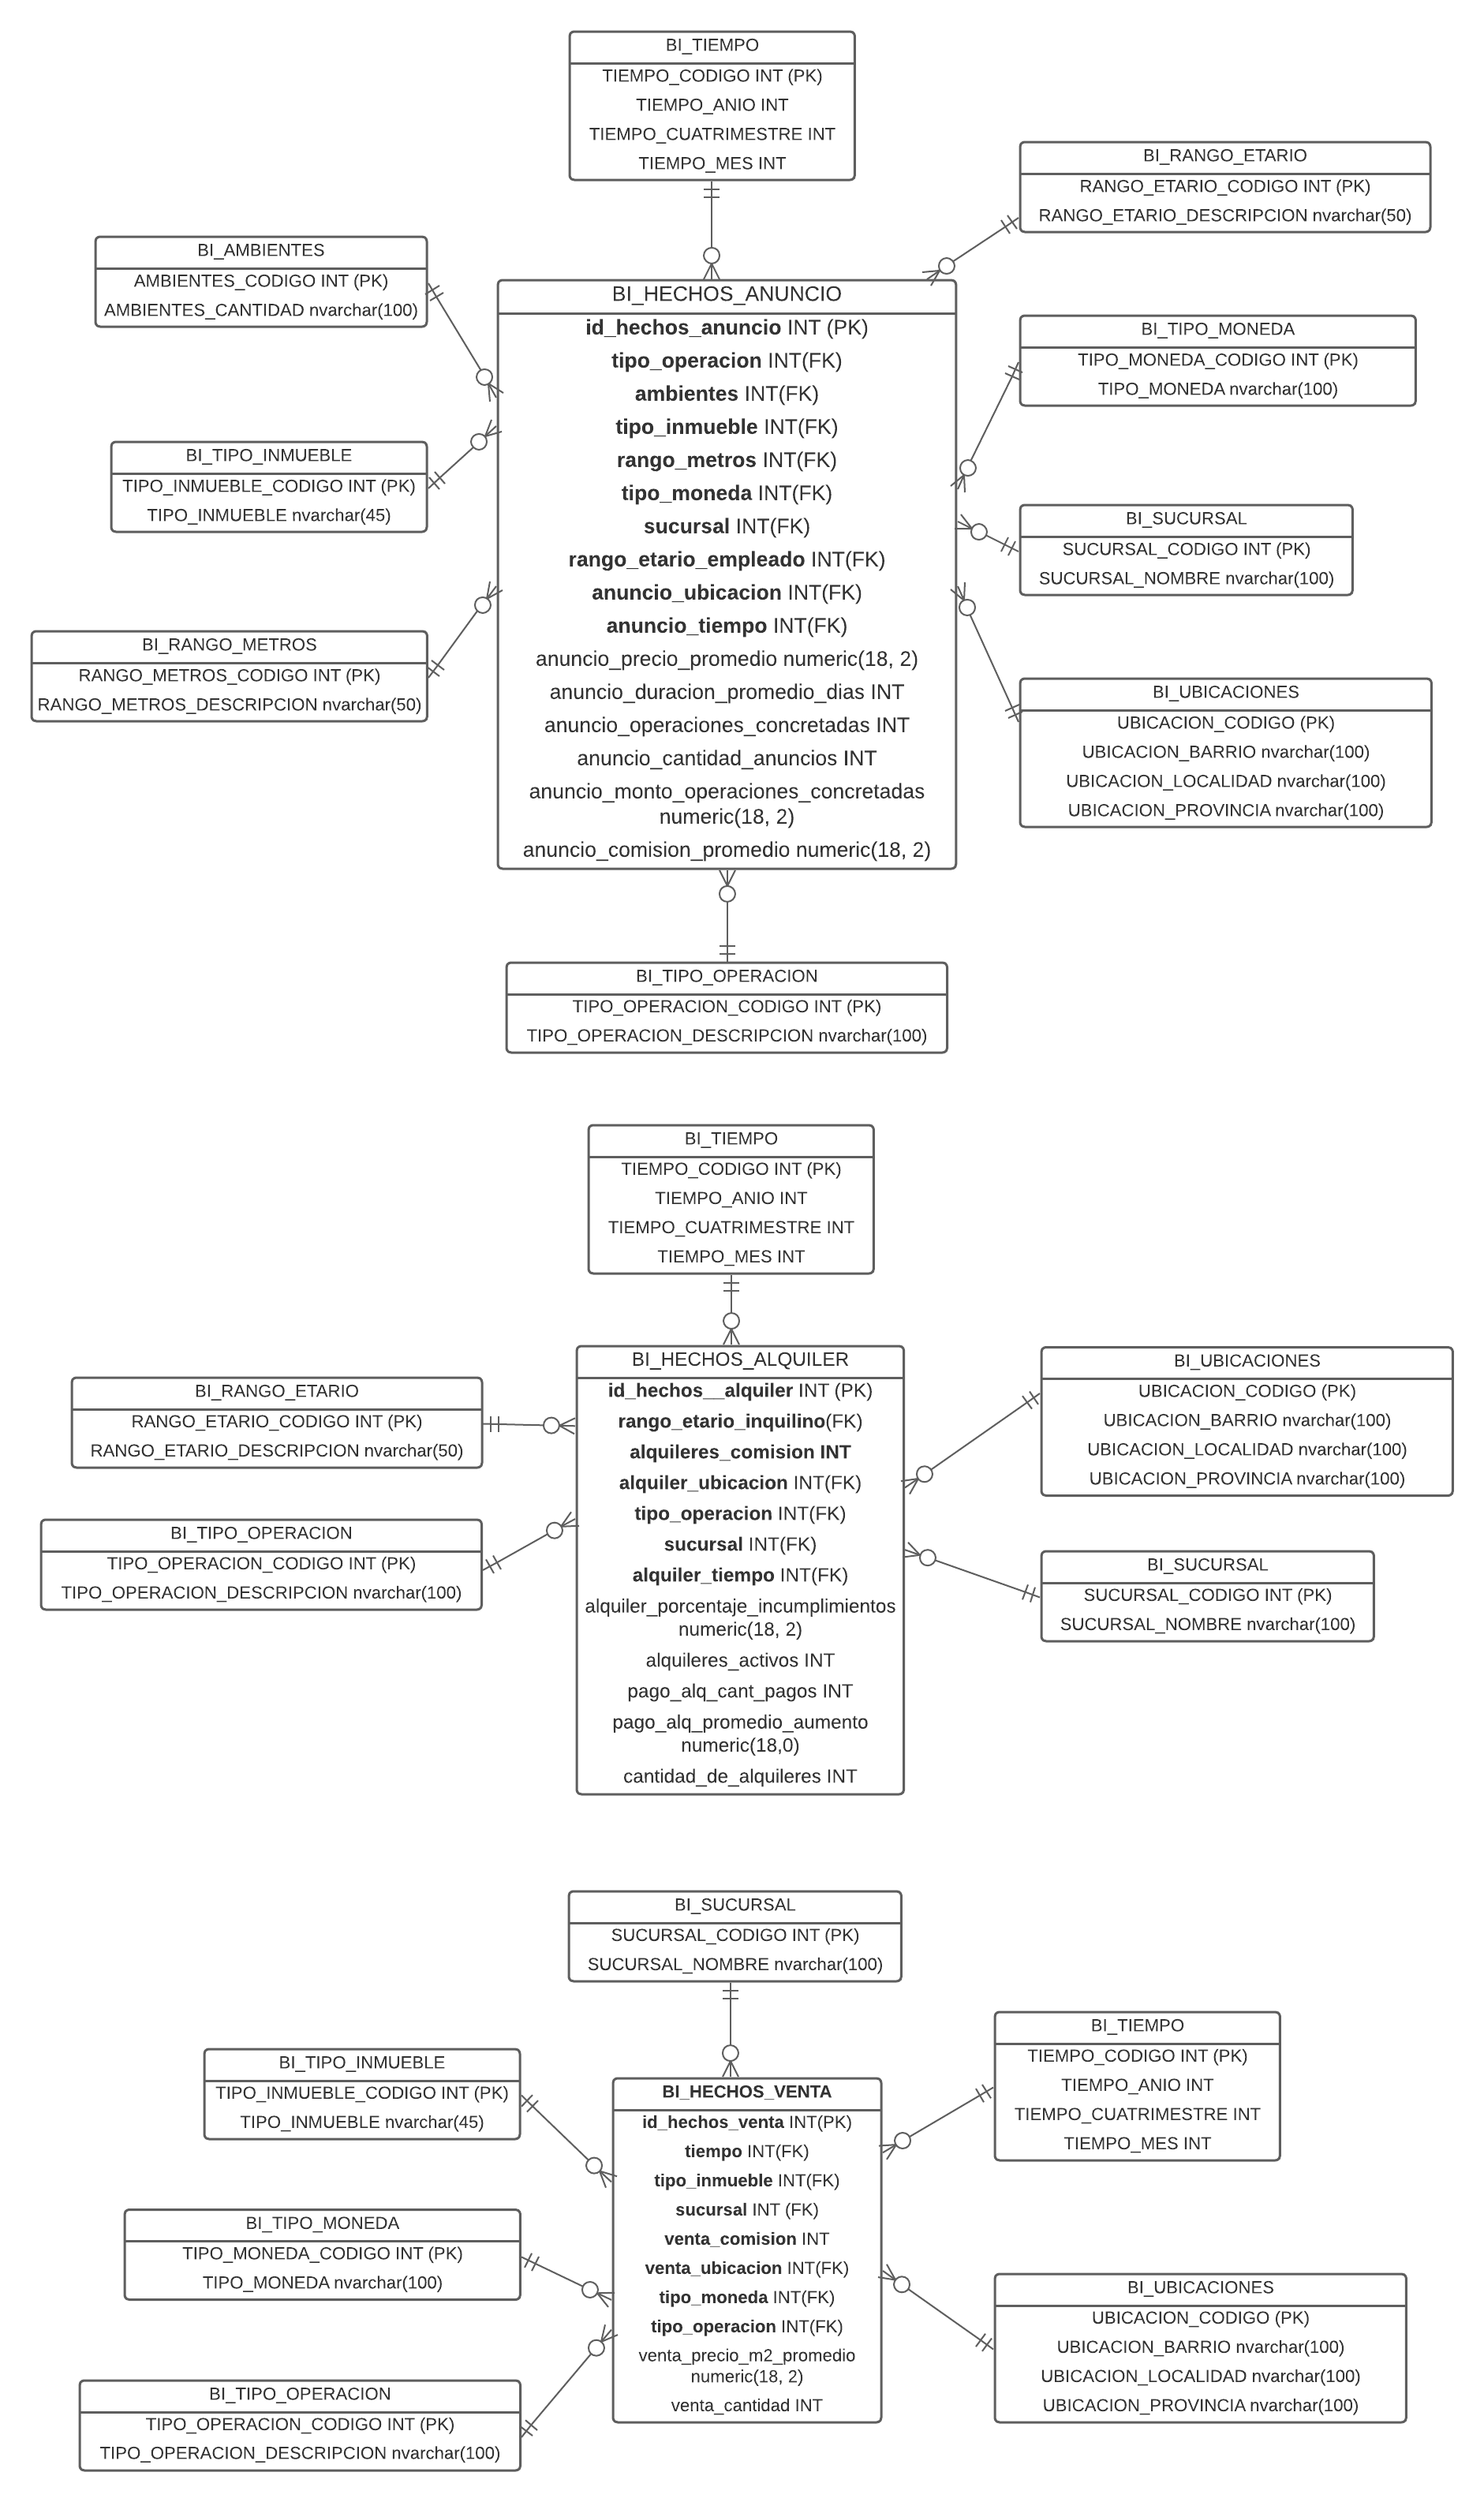 BI_TIEMPO
TIEMPO_CODIGO INT (PK)
TIEMPO_ANIO INT
TIEMPO_CUATRIMESTRE INT
TIEMPO_MES INT
BI_RANGO_ETARIO
RANGO_ETARIO_CODIGO INT (PK)
RANGO_ETARIO_DESCRIPCION nvarchar(50)
BI_AMBIENTES
AMBIENTES_CODIGO INT (PK)
AMBIENTES_CANTIDAD nvarchar(100)
BI_TIPO_INMUEBLE
TIPO_INMUEBLE_CODIGO INT (PK)
TIPO_INMUEBLE nvarchar(45)
BI_RANGO_METROS
RANGO_METROS_CODIGO INT (PK)
RANGO_METROS_DESCRIPCION nvarchar(50)
BI_HECHOS_ANUNCIO
id_hechos_anuncio INT (PK)
tipo_operacion INT(FK)
ambientes INT(FK)
tipo_inmueble INT(FK)
rango_metros INT(FK)
tipo_moneda INT(FK)
sucursal INT(FK)
rango_etario_empleado INT(FK)
anuncio_ubicacion INT(FK)
anuncio_tiempo INT(FK)
anuncio_precio_promedio numeric(18, 2)
anuncio_duracion_promedio_dias INT
anuncio_operaciones_concretadas INT
anuncio_cantidad_anuncios INT
anuncio_monto_operaciones_concretadas
numeric(18, 2)
anuncio_comision_promedio numeric(18, 2)
BI_TIPO_MONEDA
TIPO_MONEDA_CODIGO INT (PK)
TIPO_MONEDA nvarchar(100)
BI_SUCURSAL
SUCURSAL_CODIGO INT (PK)
SUCURSAL_NOMBRE nvarchar(100)
BI_UBICACIONES
UBICACION_CODIGO (PK)
UBICACION_BARRIO nvarchar(100)
UBICACION_LOCALIDAD nvarchar(100)
UBICACION_PROVINCIA nvarchar(100)
BI_TIPO_OPERACION
TIPO_OPERACION_CODIGO INT (PK)
TIPO_OPERACION_DESCRIPCION nvarchar(100)
BI_TIEMPO
TIEMPO_CODIGO INT (PK)
TIEMPO_ANIO INT
TIEMPO_CUATRIMESTRE INT
TIEMPO_MES INT
BI_RANGO_ETARIO
RANGO_ETARIO_CODIGO INT (PK)
RANGO_ETARIO_DESCRIPCION nvarchar(50)
BI_TIPO_OPERACION
TIPO_OPERACION_CODIGO INT (PK)
TIPO_OPERACION_DESCRIPCION nvarchar(100)
BI_HECHOS_ALQUILER
id_hechos__alquiler INT (PK)
rango_etario_inquilino(FK)
alquileres_comision INT
alquiler_ubicacion INT(FK)
tipo_operacion INT(FK)
sucursal INT(FK)
alquiler_tiempo INT(FK)
alquiler_porcentaje_incumplimientos
numeric(18, 2)
alquileres_activos INT
pago_alq_cant_pagos INT
pago_alq_promedio_aumento
numeric(18,0)
cantidad_de_alquileres INT
BI_UBICACIONES
UBICACION_CODIGO (PK)
UBICACION_BARRIO nvarchar(100)
UBICACION_LOCALIDAD nvarchar(100)
UBICACION_PROVINCIA nvarchar(100)
BI_SUCURSAL
SUCURSAL_CODIGO INT (PK)
SUCURSAL_NOMBRE nvarchar(100)
BI_SUCURSAL
SUCURSAL_CODIGO INT (PK)
SUCURSAL_NOMBRE nvarchar(100)
BI_TIPO_INMUEBLE
TIPO_INMUEBLE_CODIGO INT (PK)
TIPO_INMUEBLE nvarchar(45)
BI_TIPO_MONEDA
TIPO_MONEDA_CODIGO INT (PK)
TIPO_MONEDA nvarchar(100)
BI_TIPO_OPERACION
TIPO_OPERACION_CODIGO INT (PK)
TIPO_OPERACION_DESCRIPCION nvarchar(100)
BI_HECHOS_VENTA
id_hechos_venta INT(PK)
tiempo INT(FK)
tipo_inmueble INT(FK)
sucursal INT (FK)
venta_comision INT
venta_ubicacion INT(FK)
tipo_moneda INT(FK)
tipo_operacion INT(FK)
venta_precio_m2_promedio
numeric(18, 2)
venta_cantidad INT
BI_TIEMPO
TIEMPO_CODIGO INT (PK)
TIEMPO_ANIO INT
TIEMPO_CUATRIMESTRE INT
TIEMPO_MES INT
BI_UBICACIONES
UBICACION_CODIGO (PK)
UBICACION_BARRIO nvarchar(100)
UBICACION_LOCALIDAD nvarchar(100)
UBICACION_PROVINCIA nvarchar(100)